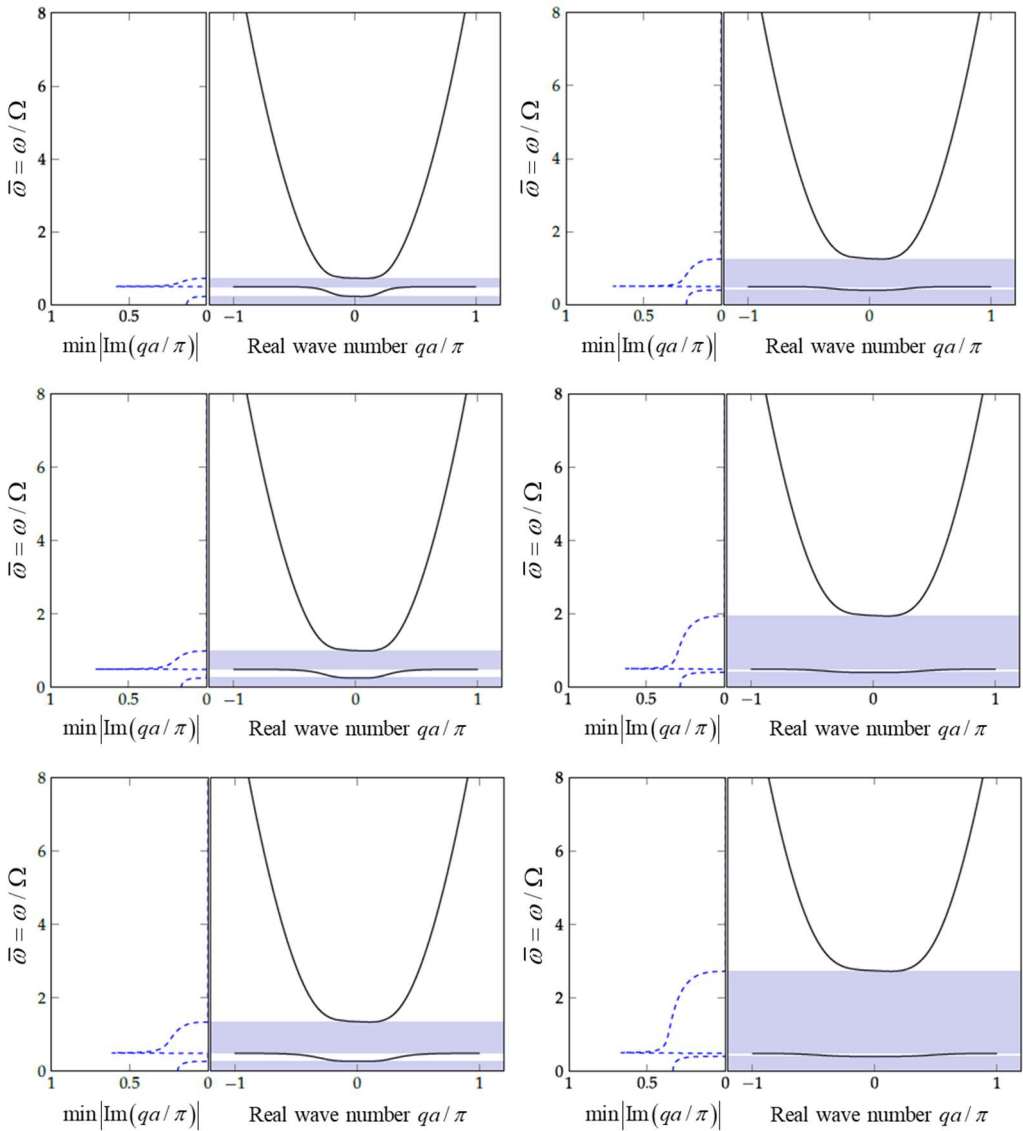 8
6
4
2
0
ω̄ = ω / Ω
1 0.5 0
−1 0 1
min|Im(qa/π)|
Real wave number qa/π
8
6
4
2
0
ω̄ = ω / Ω
1 0.5 0
−1 0 1
min|Im(qa/π)|
Real wave number qa/π
8
6
4
2
0
ω̄ = ω / Ω
1 0.5 0
−1 0 1
min|Im(qa/π)|
Real wave number qa/π
8
6
4
2
0
ω̄ = ω / Ω
1 0.5 0
−1 0 1
min|Im(qa/π)|
Real wave number qa/π
8
6
4
2
0
ω̄ = ω / Ω
1 0.5 0
−1 0 1
min|Im(qa/π)|
Real wave number qa/π
8
6
4
2
0
ω̄ = ω / Ω
1 0.5 0
−1 0 1
min|Im(qa/π)|
Real wave number qa/π